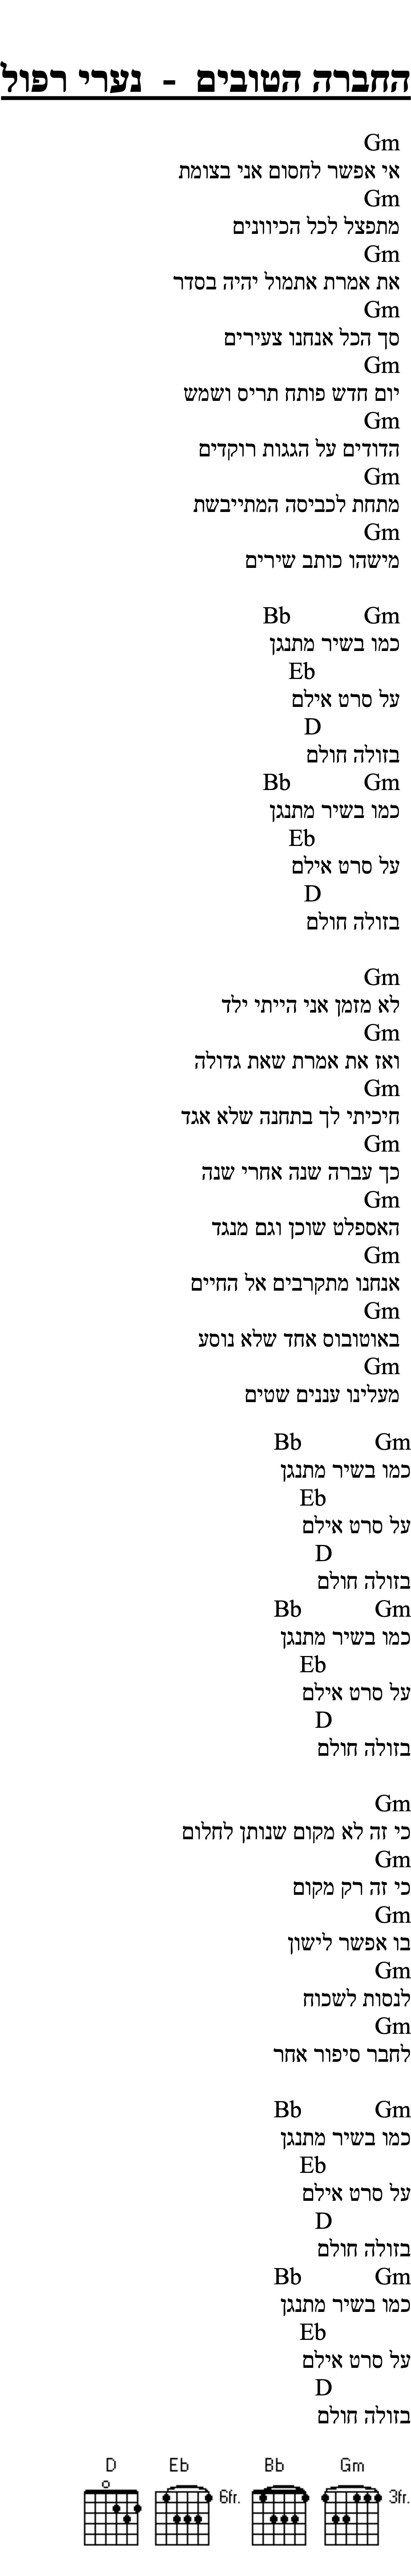 החברה הטובים - נערי רפול
Gm
אי אפשר לחסום אני בצומת
Gm
מתפצל לכל הכיוונים
Gm
את אמרת אתמול יהיה בסדר
Gm
סך הכל אנחנו צעירים
Gm
יום חדש פותח תריס ושמש
Gm
הדודים על הגגות רוקדים
Gm
מתחת לכביסה המתייבשת
Gm
מישהו כותב שירים
Gm Bb
כמו בשיר מתנגן
Eb
על סרט אילם
D
בזולה חולם
Gm Bb
כמו בשיר מתנגן
Eb
על סרט אילם
D
בזולה חולם
Gm
לא מזמן אני הייתי ילד
Gm
ואז את אמרת שאת גדולה
Gm
חיכיתי לך בתחנה שלא אגד
Gm
כך עברה שנה אחרי שנה
Gm
האספלט שוכן וגם מנגד
Gm
אנחנו מתקרבים אל החיים
Gm
באוטובוס אחד שלא נוסע
Gm
מעלינו עננים שטים
Gm Bb
כמו בשיר מתנגן
Eb
על סרט אילם
D
בזולה חולם
Gm Bb
כמו בשיר מתנגן
Eb
על סרט אילם
D
בזולה חולם
Gm
כי זה לא מקום שנותן לחלום
Gm
כי זה רק מקום
Gm
בו אפשר לישון
Gm
לנסות לשכוח
Gm
לחבר סיפור אחר
Gm Bb
כמו בשיר מתנגן
Eb
על סרט אילם
D
בזולה חולם
Gm Bb
כמו בשיר מתנגן
Eb
על סרט אילם
D
בזולה חולם
D Eb Bb Gm
6fr. 3fr.